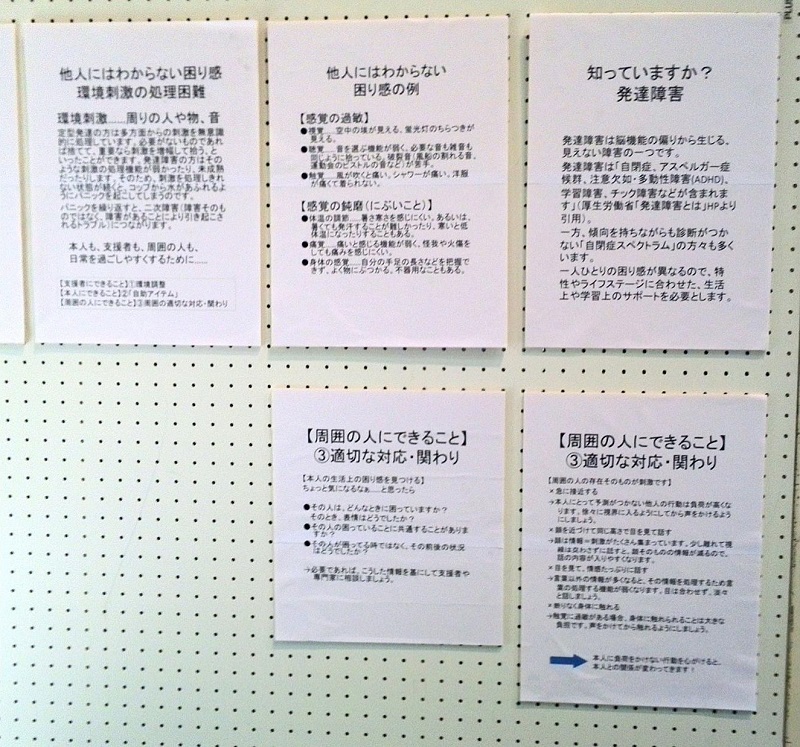 他人にはわからない困り感
環境刺激の処理困難
環境刺激……周りの人や物、音
定型発達の方は多方面からの刺激を無意識
的に処理しています。必要がないものであれ
ば捨てて、重要なら刺激を増幅して拾う、と
いったことができます。発達障害の方はその
ような刺激の処理機能が弱かったり、未成熟
だったりします。そのため、刺激を処理しきれ
ない状態が続くと、コップから水があふれるよう
にパニックを起こしてしまうのです。
パニックを繰り返すと、二次障害(障害そのも
のではなく、障害があることにより引き起こさ
れるトラブル)につながります。
本人も、支援者も、周囲の人も、
日常を過ごしやすくするために……
【支援者にできること】①環境調整
【本人にできること】②「自助アイテム」
【周囲の人にできること】③周囲の適切な対応・関わり
他人にはわからない
困り感の例
【感覚の過敏】
●視覚……空中の埃が見える。蛍光灯のちらつきが
見える。
●聴覚……音を選ぶ機能が弱く、必要な音も雑音も
同じように拾っている。破裂音(風船の割れる音、
運動会のピストルの音など)が苦手。
●触覚……風が吹くと痛い。シャワーが痛い。洋服
が痛くて着られない。
【感覚の鈍磨(にぶいこと)】
●体温の調節……暑さ寒さを感じにくい。あるいは、
暑くても発汗することが難しかったり、寒いと低
体温になったりすることもある。
●痛覚……痛いと感じる機能が弱く、怪我や火傷を
しても痛みを感じにくい。
●身体の感覚……自分の手足の長さなどを把握で
きず、よく物にぶつかる。不器用なこともある。
知っていますか?
発達障害
発達障害は脳機能の偏りから生じる、
見えない障害の一つです。
発達障害は「自閉症、アスペルガー症
候群、注意欠如・多動性障害(ADHD)、
学習障害、チック障害などが含まれま
す」(厚生労働省「発達障害とは」HPより
引用)。
一方、傾向を持ちながらも診断がつか
ない「自閉症スペクトラム」の方々も多く
います。
一人ひとりの困り感が異なるので、特
性やライフステージに合わせた、生活
上や学習上のサポートを必要とします。
【周囲の人にできること】
③適切な対応・関わり
【本人の生活上の困り感を見つける】
ちょっと気になるなぁ……と思ったら
●その人は、どんなときに困っていますか?
そのとき、表情はどうでしたか?
●その人の困っていることに共通することがありま
すか?
●その人が困ってる時ではなく、その前後の状況
はどうでしたか?
→必要であれば、こうした情報を基にして支援者や
専門家に相談しましょう。
【周囲の人にできること】
③適切な対応・関わり
【周囲の人の存在そのものが刺激です】
×急に接近する
→本人にとって予測がつかない他人の行動は負荷が高くな
ります。徐々に視界に入るようにしてから声をかけるように
しましょう。
×顔を近づけて同じ高さで目を見て話す
→顔は情報=刺激がたくさん集まっています。少し離れて視
線は交わさずに話すと、顔そのものの情報が減るので、
話の内容が入りやすくなります。
×目を見て、情感たっぷりに話す
→言葉以外の情報が多くなると、その情報を処理するため言
葉の処理する機能が弱くなります。目は合わせず、淡々
と話しましょう。
×断りなく身体に触れる
→触覚に過敏がある場合、身体に触れられることは大きな
負担です。声をかけてから触れるようにしましょう。
本人に負荷をかけない行動を心がけると、
本人との関係が変わってきます!
PLUS